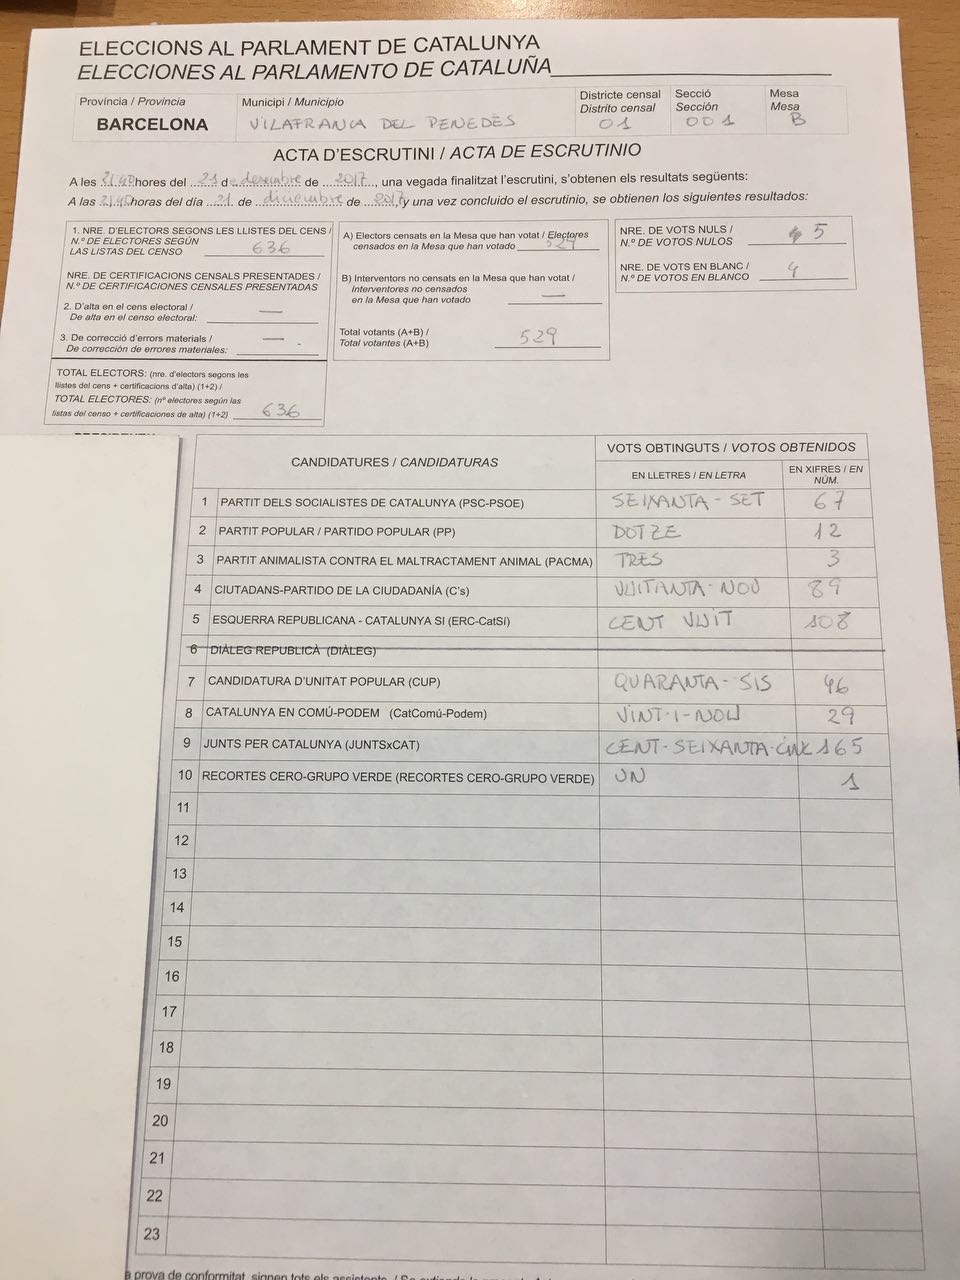 ELECCIONS AL PARLAMENT DE CATALUNYA
ELECCIONES AL PARLAMENTO DE CATALUÑA
Província / Provincia
BARCELONA
Municipi / Municipio
VILAFRANCA DEL PENEDÈS
Districte censal
Distrito censal
01
Secció
Sección
001
Mesa
Mesa
B
ACTA D'ESCRUTINI / ACTA DE ESCRUTINIO
A les 21:40 hores del 21 de desembre de 2017, una vegada finalitzat l'escrutini, s'obtenen els resultats següents:
A las 21:40 horas del día 21 de diciembre de 2017 y una vez concluido el escrutinio, se obtienen los siguientes resultados:
1. NRE. D'ELECTORS SEGONS LES LLISTES DEL CENS /
N.º DE ELECTORES SEGÚN
LAS LISTAS DEL CENSO 636
NRE. DE CERTIFICACIONS CENSALS PRESENTADES /
N.º DE CERTIFICACIONES CENSALES PRESENTADAS
2. D'alta en el cens electoral /
De alta en el censo electoral: —
3. De correcció d'errors materials /
De corrección de errores materiales: —
TOTAL ELECTORS: (nre. d'electors segons les
llistes del cens + certificacions d'alta) (1+2) /
TOTAL ELECTORES: (nº electores según las
listas del censo + certificaciones de alta) (1+2) 636
A) Electors censats en la Mesa que han votat / Electores
censados en la Mesa que han votado 529
B) Interventors no censats en la Mesa que han votat /
Interventores no censados
en la Mesa que han votado —
Total votants (A+B) /
Total votantes (A+B) 529
NRE. DE VOTS NULS /
N.º DE VOTOS NULOS 5
NRE. DE VOTS EN BLANC /
N.º DE VOTOS EN BLANCO 4
CANDIDATURES / CANDIDATURAS
VOTS OBTINGUTS / VOTOS OBTENIDOS
EN LLETRES / EN LETRA
EN XIFRES / EN
NÚM.
1 PARTIT DELS SOCIALISTES DE CATALUNYA (PSC-PSOE) SEIXANTA-SET 67
2 PARTIT POPULAR / PARTIDO POPULAR (PP) DOTZE 12
3 PARTIT ANIMALISTA CONTRA EL MALTRACTAMENT ANIMAL (PACMA) TRES 3
4 CIUTADANS-PARTIDO DE LA CIUDADANÍA (C's) VUITANTA-NOU 89
5 ESQUERRA REPUBLICANA - CATALUNYA SI (ERC-CatSí) CENT VUIT 108
6 DIÀLEG REPUBLICÀ (DIÀLEG)
7 CANDIDATURA D'UNITAT POPULAR (CUP) QUARANTA-SIS 46
8 CATALUNYA EN COMÚ-PODEM (CatComú-Podem) VINT-I-NOU 29
9 JUNTS PER CATALUNYA (JUNTSxCAT) CENT-SEIXANTA-CINC 165
10 RECORTES CERO-GRUPO VERDE (RECORTES CERO-GRUPO VERDE) UN 1
11
12
13
14
15
16
17
18
19
20
21
22
23
a prova de conformitat, signen tots els assistents. /